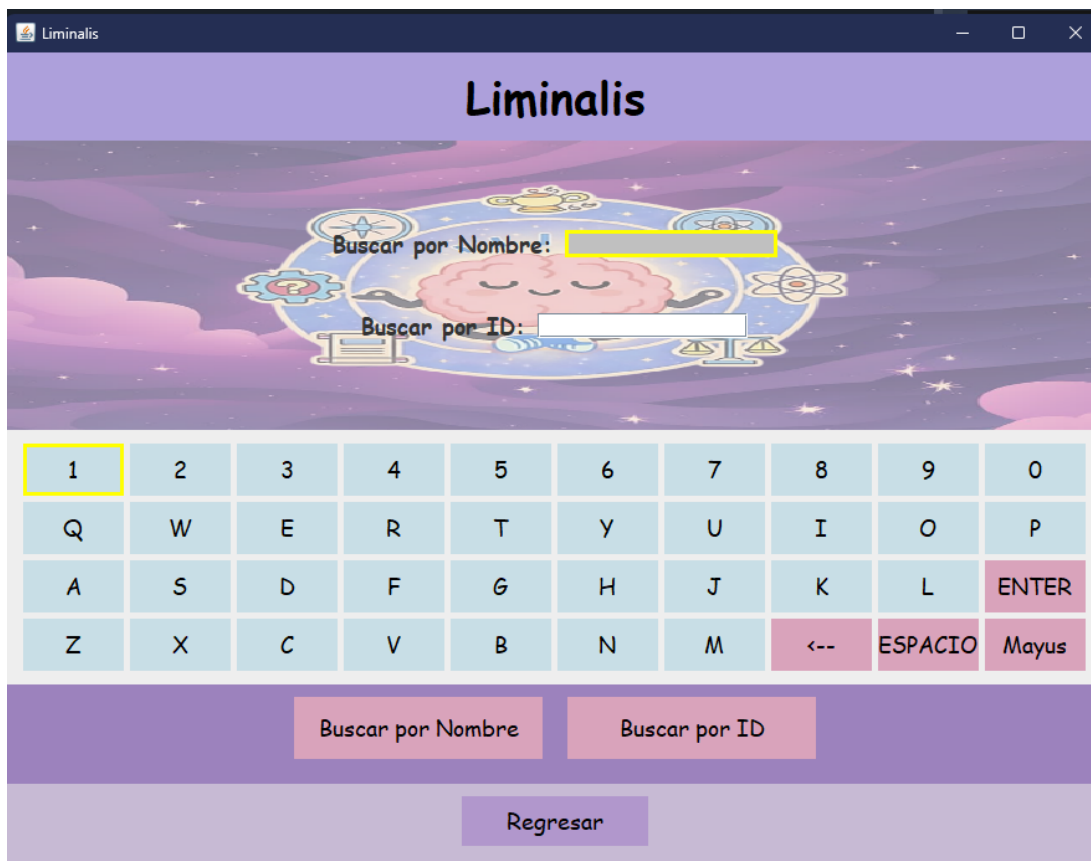 Liminalis
Liminalis
Buscar por Nombre:
?
Buscar por ID:
1 2 3 4 5 6 7 8 9 0
Q W E R T Y U I O P
A S D F G H J K L ENTER
Z X C V B N M <-- ESPACIO Mayus
Buscar por Nombre Buscar por ID
Regresar